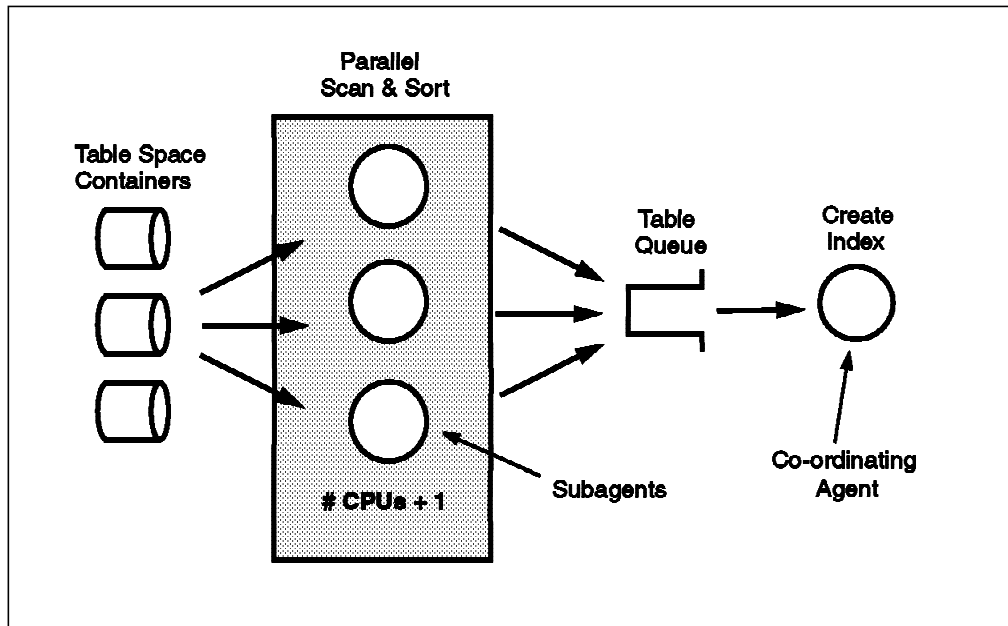 Parallel
Scan & Sort
Table Space
Containers
Table
Queue
Create
Index
# CPUs + 1
Subagents
Co-ordinating
Agent